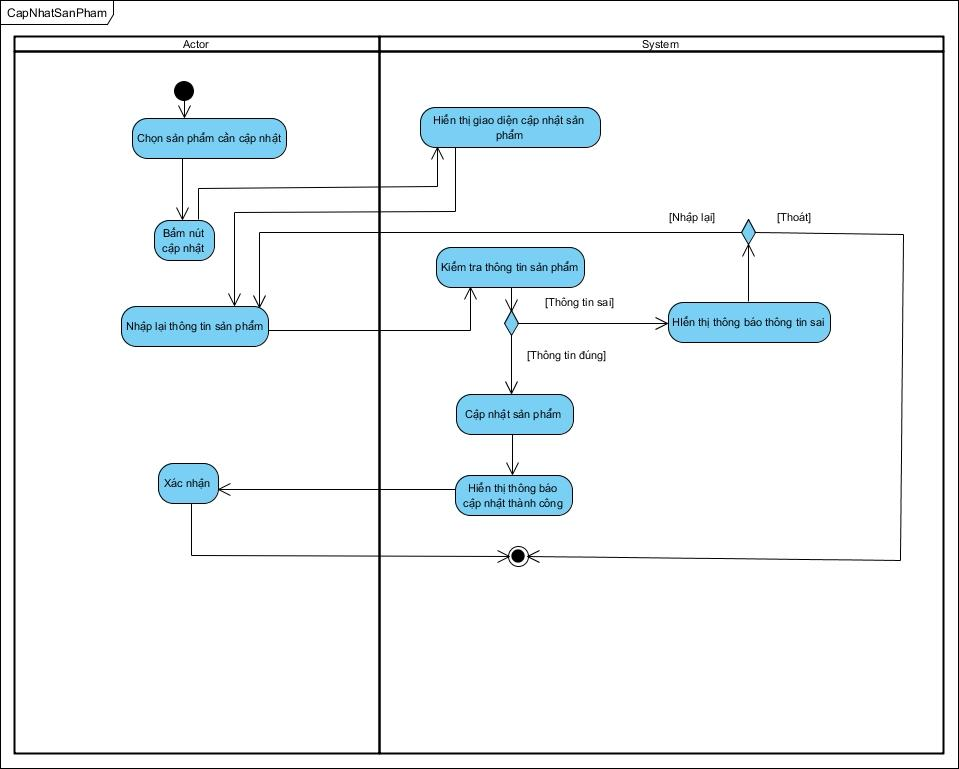 CapNhatSanPham
Actor
System
Chọn sản phẩm cần cập nhật
Hiển thị giao diện cập nhật sản
phẩm
Bấm nút
cập nhật
[Nhập lại]
[Thoát]
Kiểm tra thông tin sản phẩm
[Thông tin sai]
Nhập lại thông tin sản phẩm
HIển thị thông báo thông tin sai
[Thông tin đúng]
Cập nhật sản phẩm
Xác nhận
Hiển thị thông báo
cập nhật thành công